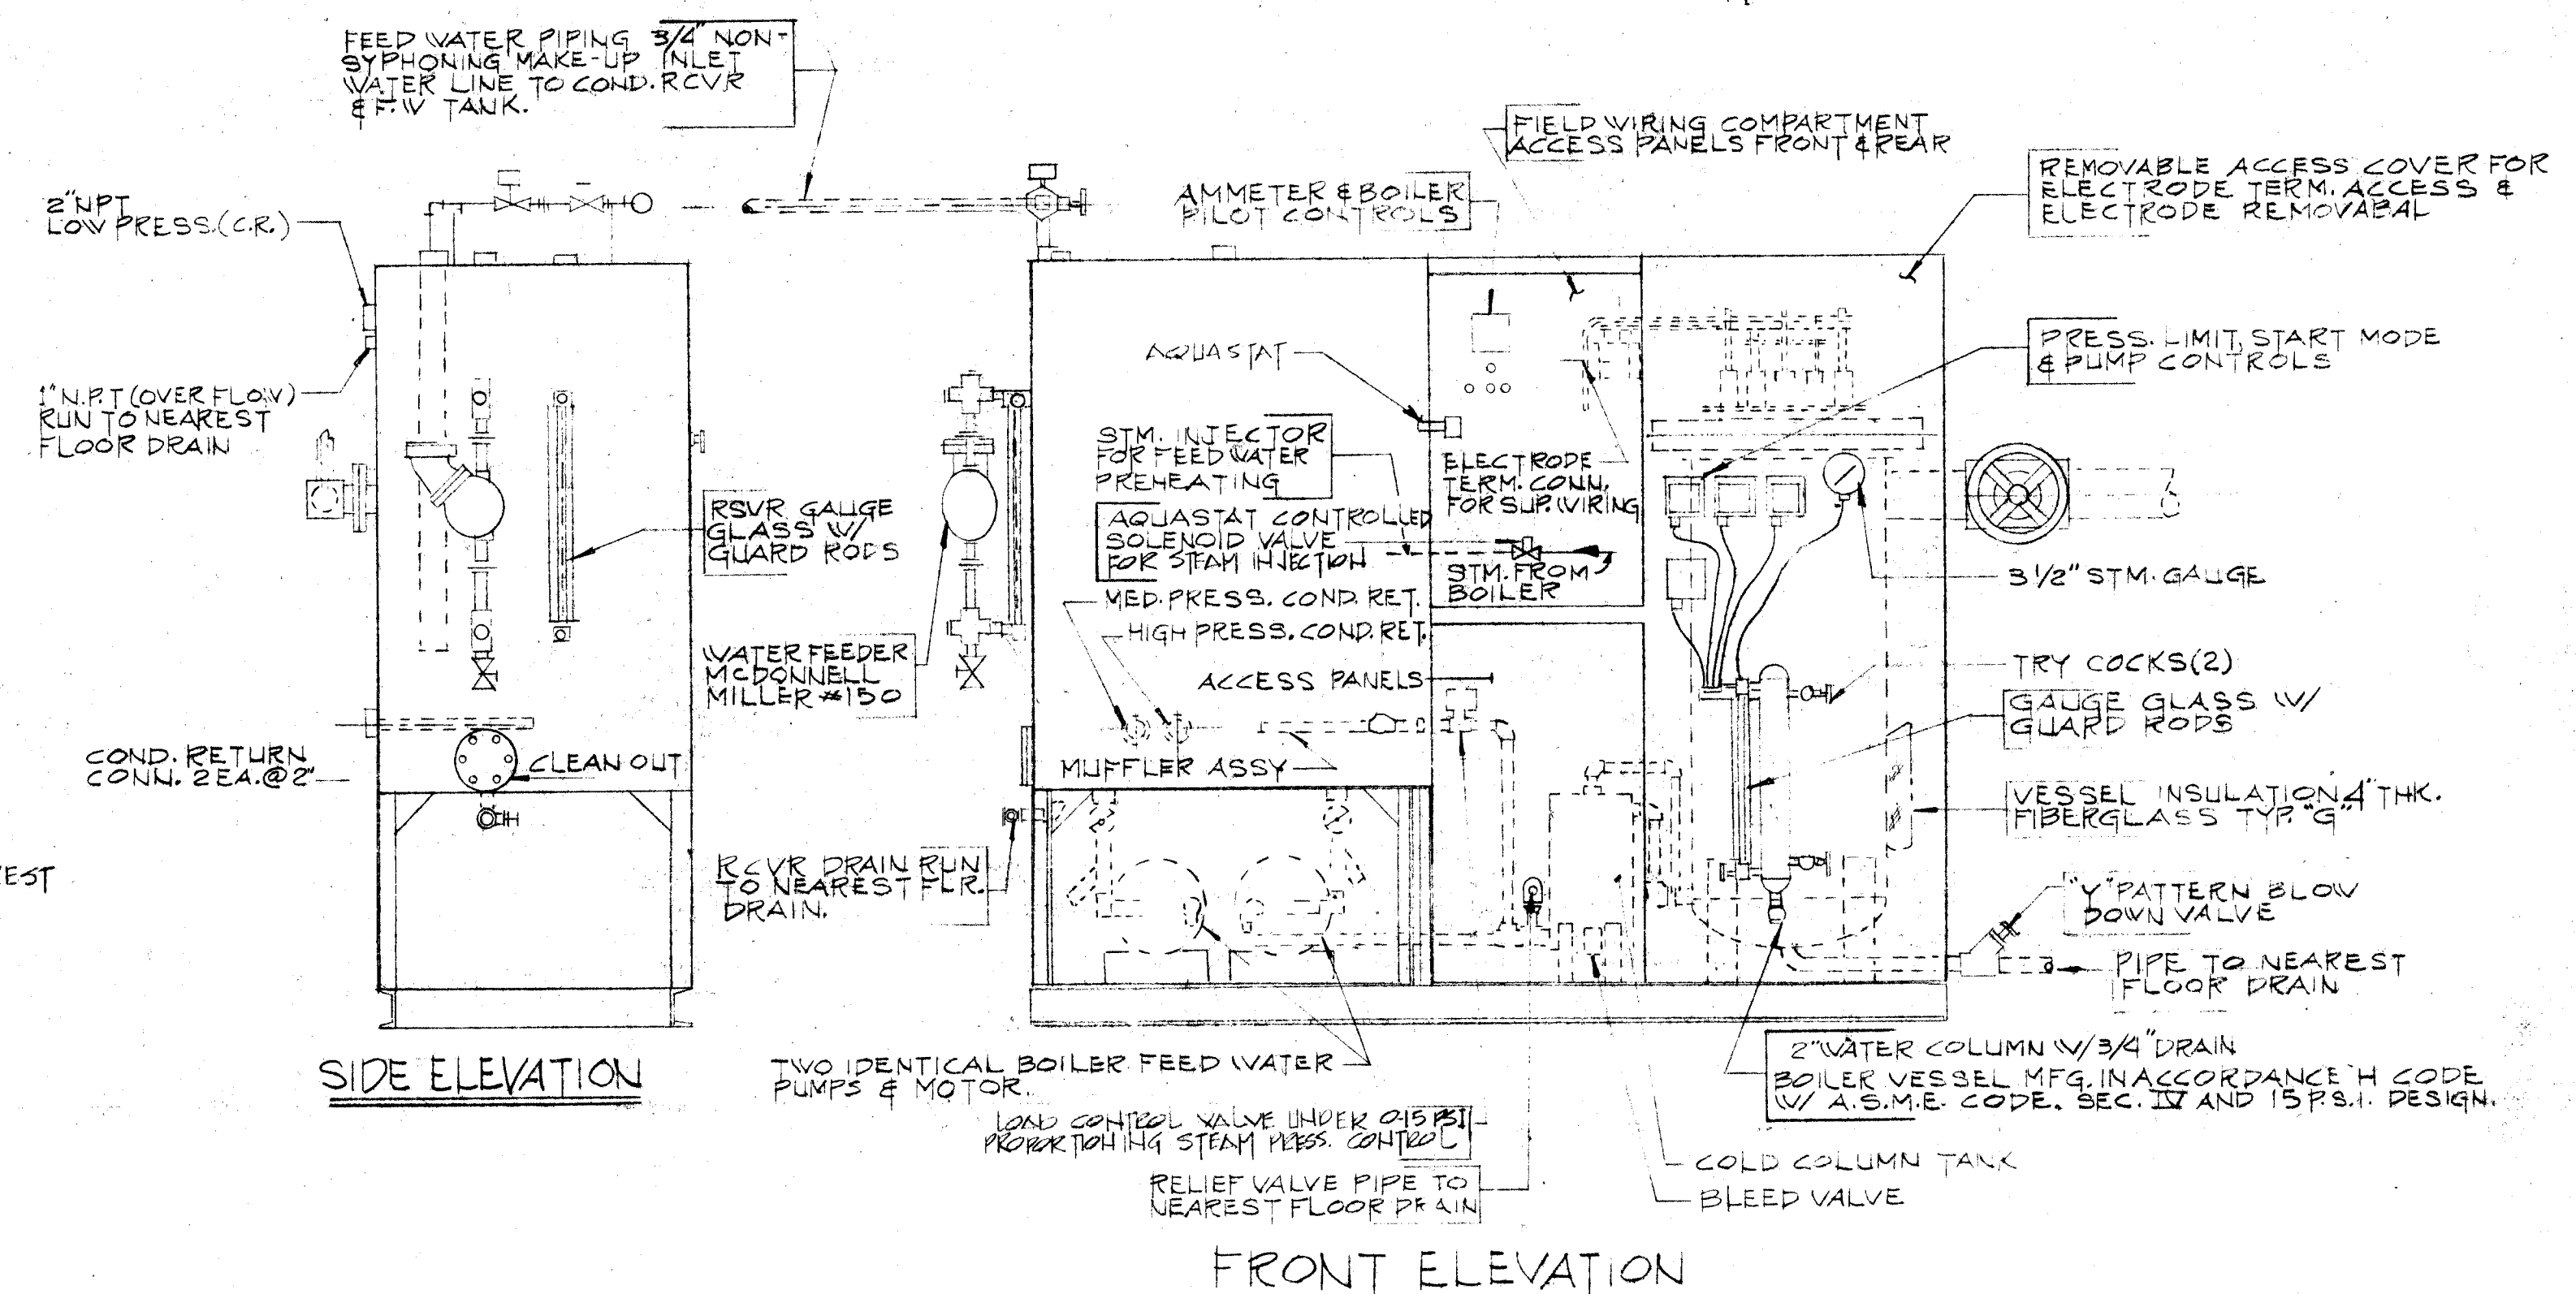 FEED WATER PIPING 3/4" NON-
SYPHONING MAKE-UP INLET
WATER LINE TO COND. RCVR
& F.W TANK.
2" NPT
LOW PRESS. (C.R.)
1" N.P.T (OVER FLOW)
RUN TO NEAREST
FLOOR DRAIN
RSVR GAUGE
GLASS W/
GUARD RODS
WATER FEEDER
MCDONNELL
MILLER #150
COND. RETURN
CONN. 2 EA. @ 2"
CLEAN OUT
EST
RCVR DRAIN RUN
TO NEAREST FLR.
DRAIN.
SIDE ELEVATION
AMMETER & BOILER
PILOT CONTROLS
FIELD WIRING COMPARTMENT
ACCESS PANELS FRONT & REAR
REMOVABLE ACCESS COVER FOR
ELECTRODE TERM. ACCESS &
ELECTRODE REMOVABAL
AQUASTAT
PRESS. LIMIT, START MODE
& PUMP CONTROLS
STM. INJECTOR
FOR FEED WATER
PREHEATING
ELECTRODE
TERM. CONN.
FOR SUP. WIRING
AQUASTAT CONTROLLED
SOLENOID VALVE
FOR STEAM INJECTION
STM. FROM
BOILER
3 1/2" STM. GAUGE
MED. PRESS. COND. RET.
HIGH PRESS. COND. RET.
ACCESS PANELS
MUFFLER ASSY
TRY COCKS (2)
GAUGE GLASS W/
GUARD RODS
VESSEL INSULATION 4" THK.
FIBERGLASS TYP. "G"
"Y" PATTERN BLOW
DOWN VALVE
PIPE TO NEAREST
FLOOR DRAIN
TWO IDENTICAL BOILER FEED WATER
PUMPS & MOTOR.
2" WATER COLUMN W/ 3/4" DRAIN
BOILER VESSEL MFG. IN ACCORDANCE 'H CODE
W/ A.S.M.E. CODE. SEC. IV AND 15 P.S.I. DESIGN.
LOAD CONTROL VALVE UNDER 0-15 PSI
PROPORTIONING STEAM PRESS. CONTROL
RELIEF VALVE PIPE TO
NEAREST FLOOR DRAIN
COLD COLUMN TANK
BLEED VALVE
FRONT ELEVATION